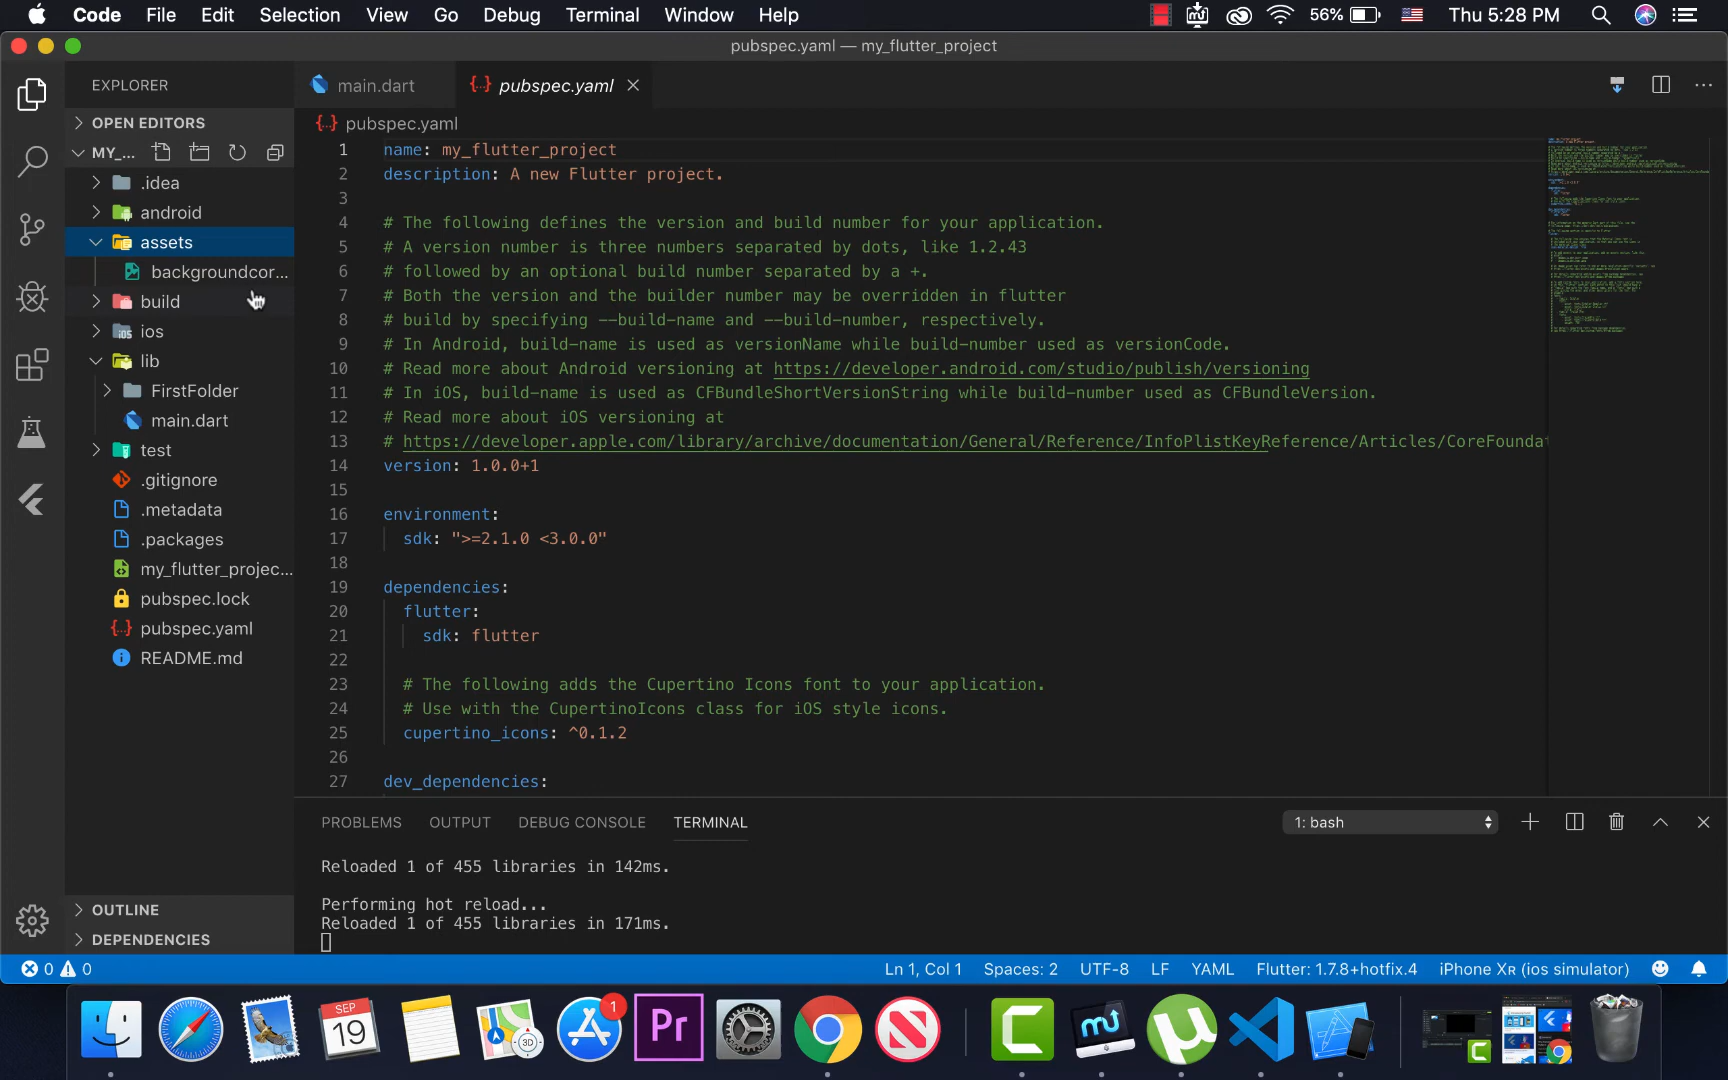 Code File Edit Selection View Go Debug Terminal Window Help 56% Thu 5:28 PM
pubspec.yaml — my_flutter_project
EXPLORER
main.dart
{..} pubspec.yaml
OPEN EDITORS
MY_...
.idea
android
assets
backgroundcor...
build
ios
lib
FirstFolder
main.dart
test
.gitignore
.metadata
.packages
my_flutter_projec...
pubspec.lock
{..} pubspec.yaml
README.md
OUTLINE
DEPENDENCIES
{..} pubspec.yaml
1 name: my_flutter_project
2 description: A new Flutter project.
3
4 # The following defines the version and build number for your application.
5 # A version number is three numbers separated by dots, like 1.2.43
6 # followed by an optional build number separated by a +.
7 # Both the version and the builder number may be overridden in flutter
8 # build by specifying --build-name and --build-number, respectively.
9 # In Android, build-name is used as versionName while build-number used as versionCode.
10 # Read more about Android versioning at https://developer.android.com/studio/publish/versioning
11 # In iOS, build-name is used as CFBundleShortVersionString while build-number used as CFBundleVersion.
12 # Read more about iOS versioning at
13 # https://developer.apple.com/library/archive/documentation/General/Reference/InfoPlistKeyReference/Articles/CoreFoundat
14 version: 1.0.0+1
15
16 environment:
17 sdk: ">=2.1.0 <3.0.0"
18
19 dependencies:
20 flutter:
21 sdk: flutter
22
23 # The following adds the Cupertino Icons font to your application.
24 # Use with the CupertinoIcons class for iOS style icons.
25 cupertino_icons: ^0.1.2
26
27 dev_dependencies:
PROBLEMS OUTPUT DEBUG CONSOLE TERMINAL
1: bash
Reloaded 1 of 455 libraries in 142ms.
Performing hot reload...
Reloaded 1 of 455 libraries in 171ms.
0 0
Ln 1, Col 1 Spaces: 2 UTF-8 LF YAML Flutter: 1.7.8+hotfix.4 iPhone Xʀ (ios simulator)
SEP
19
3D
1
Pr